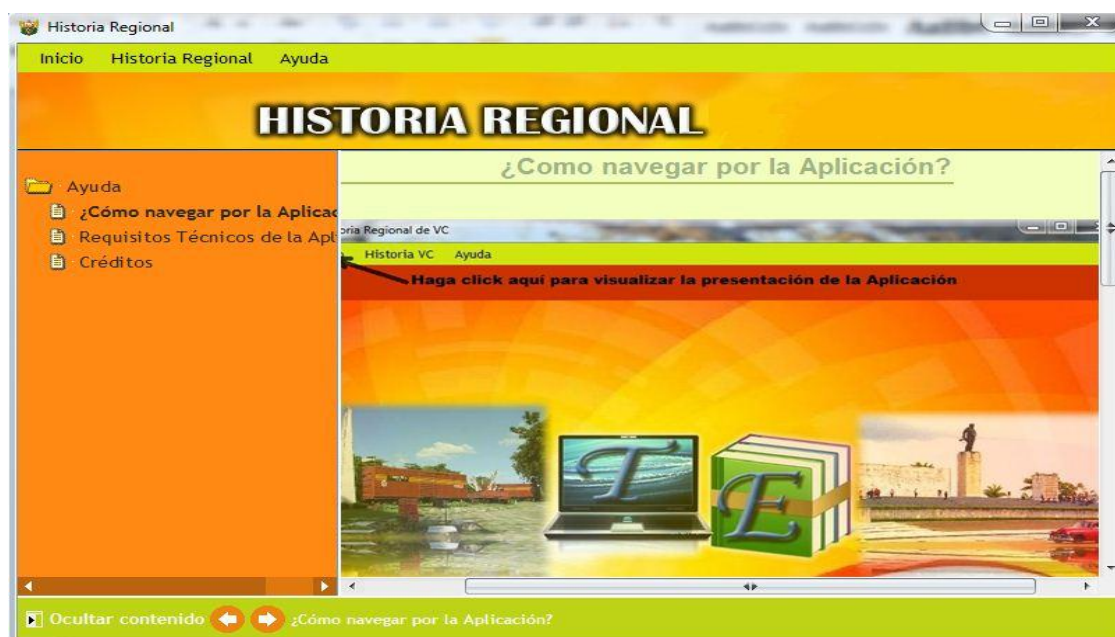 Historia Regional
Inicio Historia Regional Ayuda
HISTORIA REGIONAL
Ayuda
¿Cómo navegar por la Aplicac
Requisitos Técnicos de la Apl
Créditos
¿Como navegar por la Aplicación?
oria Regional de VC
Historia VC Ayuda
Haga click aquí para visualizar la presentación de la Aplicación
T
E
Ocultar contenido ¿Cómo navegar por la Aplicación?